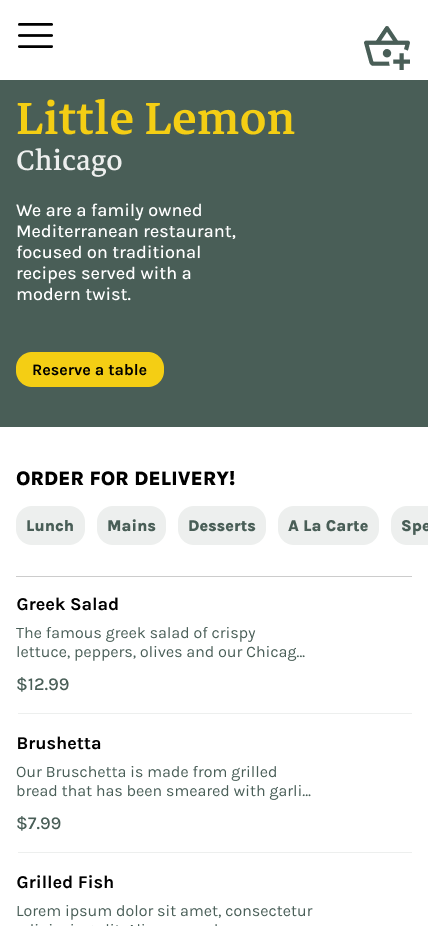 Little Lemon
Chicago
We are a family owned
Mediterranean restaurant,
focused on traditional
recipes served with a
modern twist.
Reserve a table
ORDER FOR DELIVERY!
Lunch
Mains
Desserts
A La Carte
Spe
Greek Salad
The famous greek salad of crispy
lettuce, peppers, olives and our Chicag...
$12.99
Brushetta
Our Bruschetta is made from grilled
bread that has been smeared with garli...
$7.99
Grilled Fish
Lorem ipsum dolor sit amet, consectetur